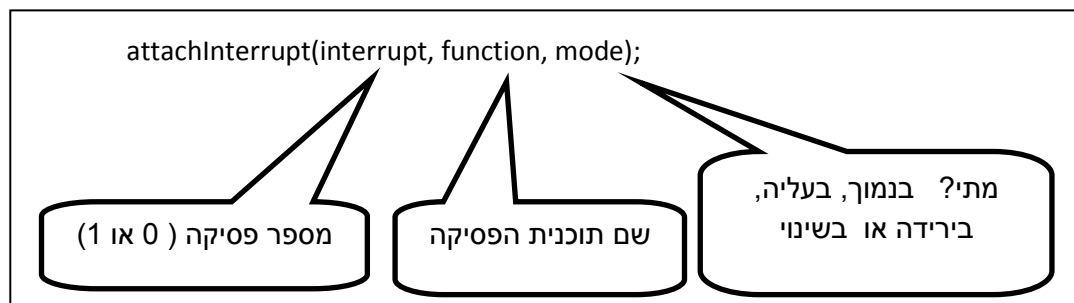 attachInterrupt(interrupt, function, mode);
מתי? בנמוך, בעליה,
בירידה או בשינוי
שם תוכנית הפסיקה
מספר פסיקה ( 0 או 1)